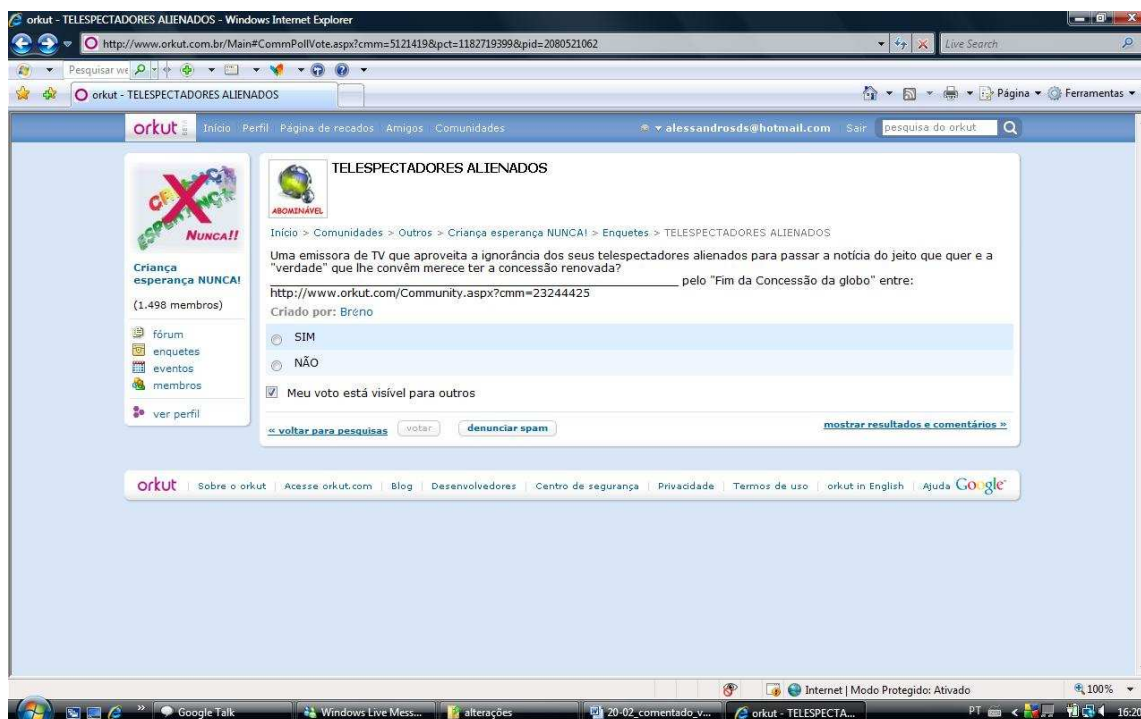 orkut - TELESPECTADORES ALIENADOS - Windows Internet Explorer
http://www.orkut.com.br/Main#CommPollVote.aspx?cmm=5121419&pct=1182719399&pid=2080521062
Live Search
Pesquisar we
orkut - TELESPECTADORES ALIENADOS
Página
Ferramentas
orkut
Início Perfil Página de recados Amigos Comunidades
alessandrosds@hotmail.com Sair
pesquisa do orkut
X
NUNCA!!
Criança
esperança NUNCA!
(1.498 membros)
fórum
enquetes
eventos
membros
ver perfil
ABOMINÁVEL
TELESPECTADORES ALIENADOS
Início > Comunidades > Outros > Criança esperança NUNCA! > Enquetes > TELESPECTADORES ALIENADOS
Uma emissora de TV que aproveita a ignorância dos seus telespectadores alienados para passar a notícia do jeito que quer e a
"verdade" que lhe convêm merece ter a concessão renovada?
pelo "Fim da Concessão da globo" entre:
http://www.orkut.com/Community.aspx?cmm=23244425
Criado por: Breno
SIM
NÃO
Meu voto está visível para outros
« voltar para pesquisas votar denunciar spam mostrar resultados e comentários »
orkut | Sobre o orkut | Acesse orkut.com | Blog | Desenvolvedores | Centro de segurança | Privacidade | Termos de uso | orkut in English | Ajuda Google
Internet | Modo Protegido: Ativado
100%
Google Talk
Windows Live Mess...
alterações
20-02_comentado_v...
orkut - TELESPECTA...
PT
16:20